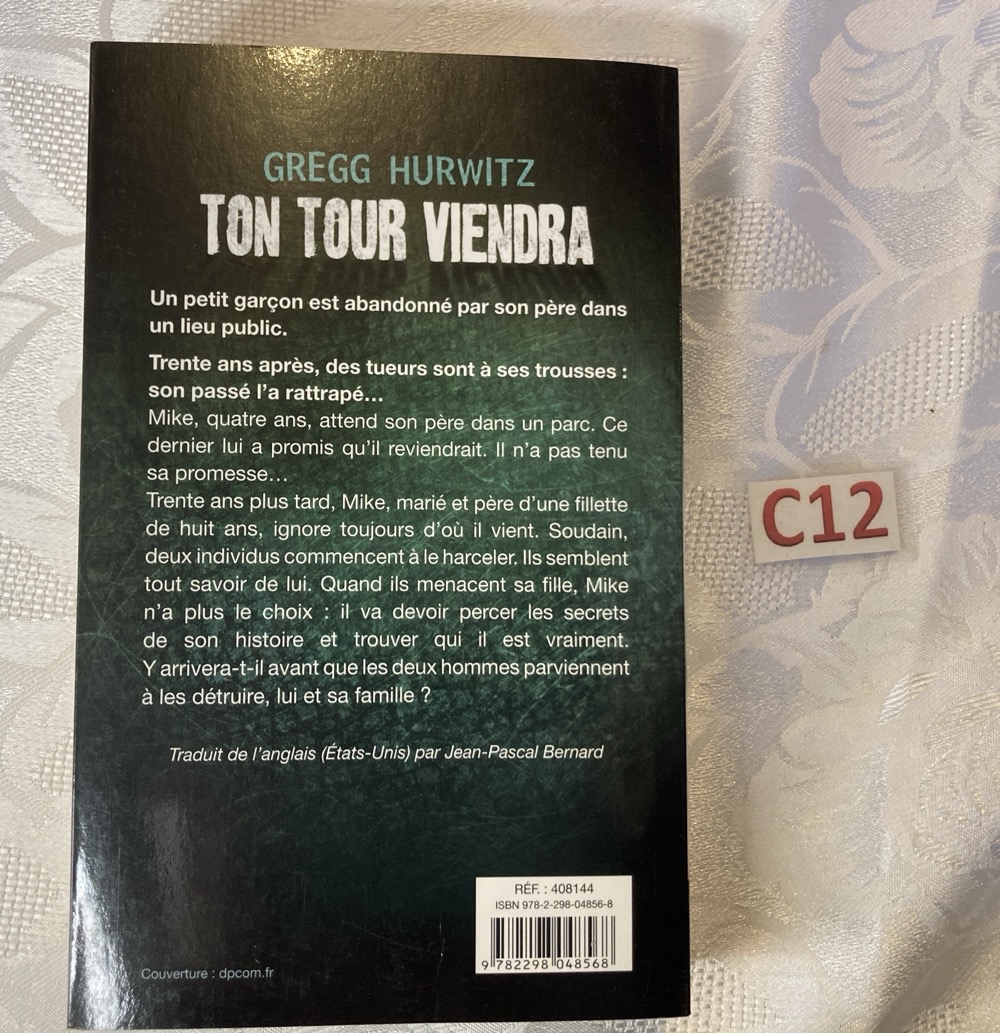 GREGG HURWITZ
TON TOUR VIENDRA
Un petit garçon est abandonné par son père dans
un lieu public.
Trente ans après, des tueurs sont à ses trousses :
son passé l'a rattrapé...
Mike, quatre ans, attend son père dans un parc. Ce
dernier lui a promis qu'il reviendrait. Il n'a pas tenu
sa promesse...
Trente ans plus tard, Mike, marié et père d'une fillette
de huit ans, ignore toujours d'où il vient. Soudain,
deux individus commencent à le harceler. Ils semblent
tout savoir de lui. Quand ils menacent sa fille, Mike
n'a plus le choix : il va devoir percer les secrets
de son histoire et trouver qui il est vraiment.
Y arrivera-t-il avant que les deux hommes parviennent
à les détruire, lui et sa famille ?
Traduit de l'anglais (États-Unis) par Jean-Pascal Bernard
RÉF. : 408144
ISBN 978-2-298-04856-8
9 782298 048568
Couverture : dpcom.fr
C12